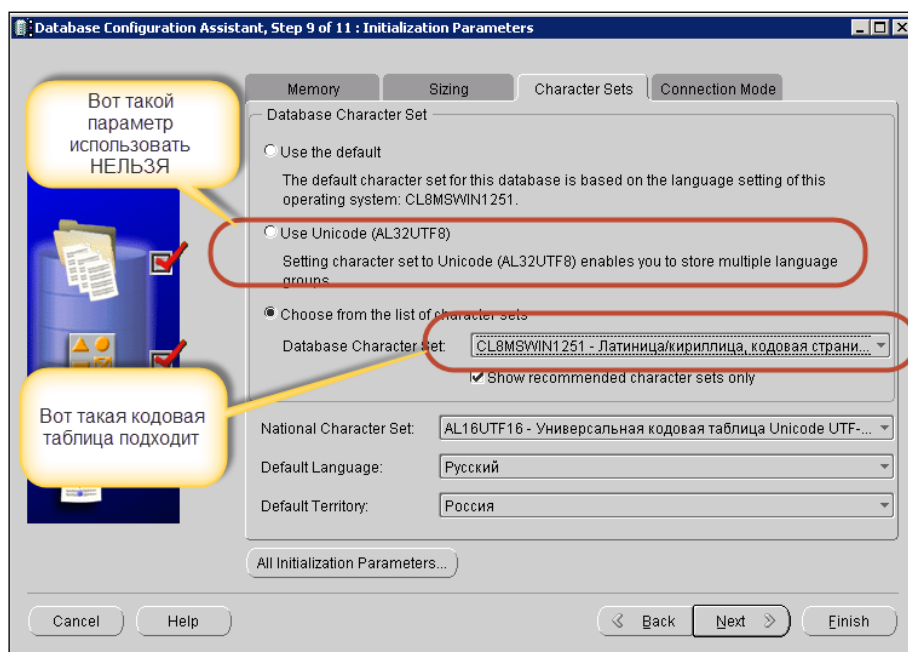 Database Configuration Assistant, Step 9 of 11 : Initialization Parameters
Memory
Sizing
Character Sets
Connection Mode
Вот такой
параметр
использовать
НЕЛЬЗЯ
Database Character Set
Use the default
The default character set for this database is based on the language setting of this
operating system: CL8MSWIN1251.
Use Unicode (AL32UTF8)
Setting character set to Unicode (AL32UTF8) enables you to store multiple language
groups
Choose from the list of character sets
Database Character Set:
CL8MSWIN1251 - Латиница/кириллица, кодовая страни...
Show recommended character sets only
Вот такая кодовая
таблица подходит
National Character Set:
AL16UTF16 - Универсальная кодовая таблица Unicode UTF-...
Default Language:
Русский
Default Territory:
Россия
All Initialization Parameters...
Cancel
Help
Back
Next
Finish